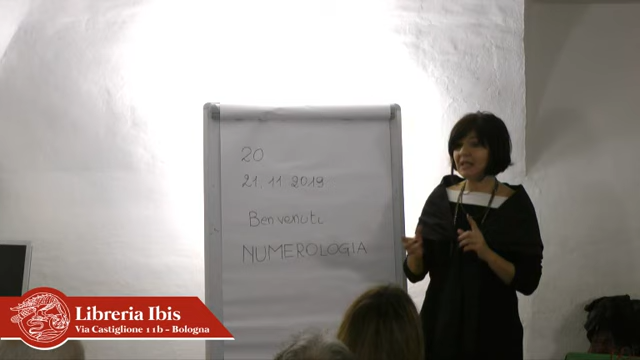 20
21.11.2019
Benvenuti
NUMEROLOGIA
Libreria Ibis
Via Castiglione 11b - Bologna